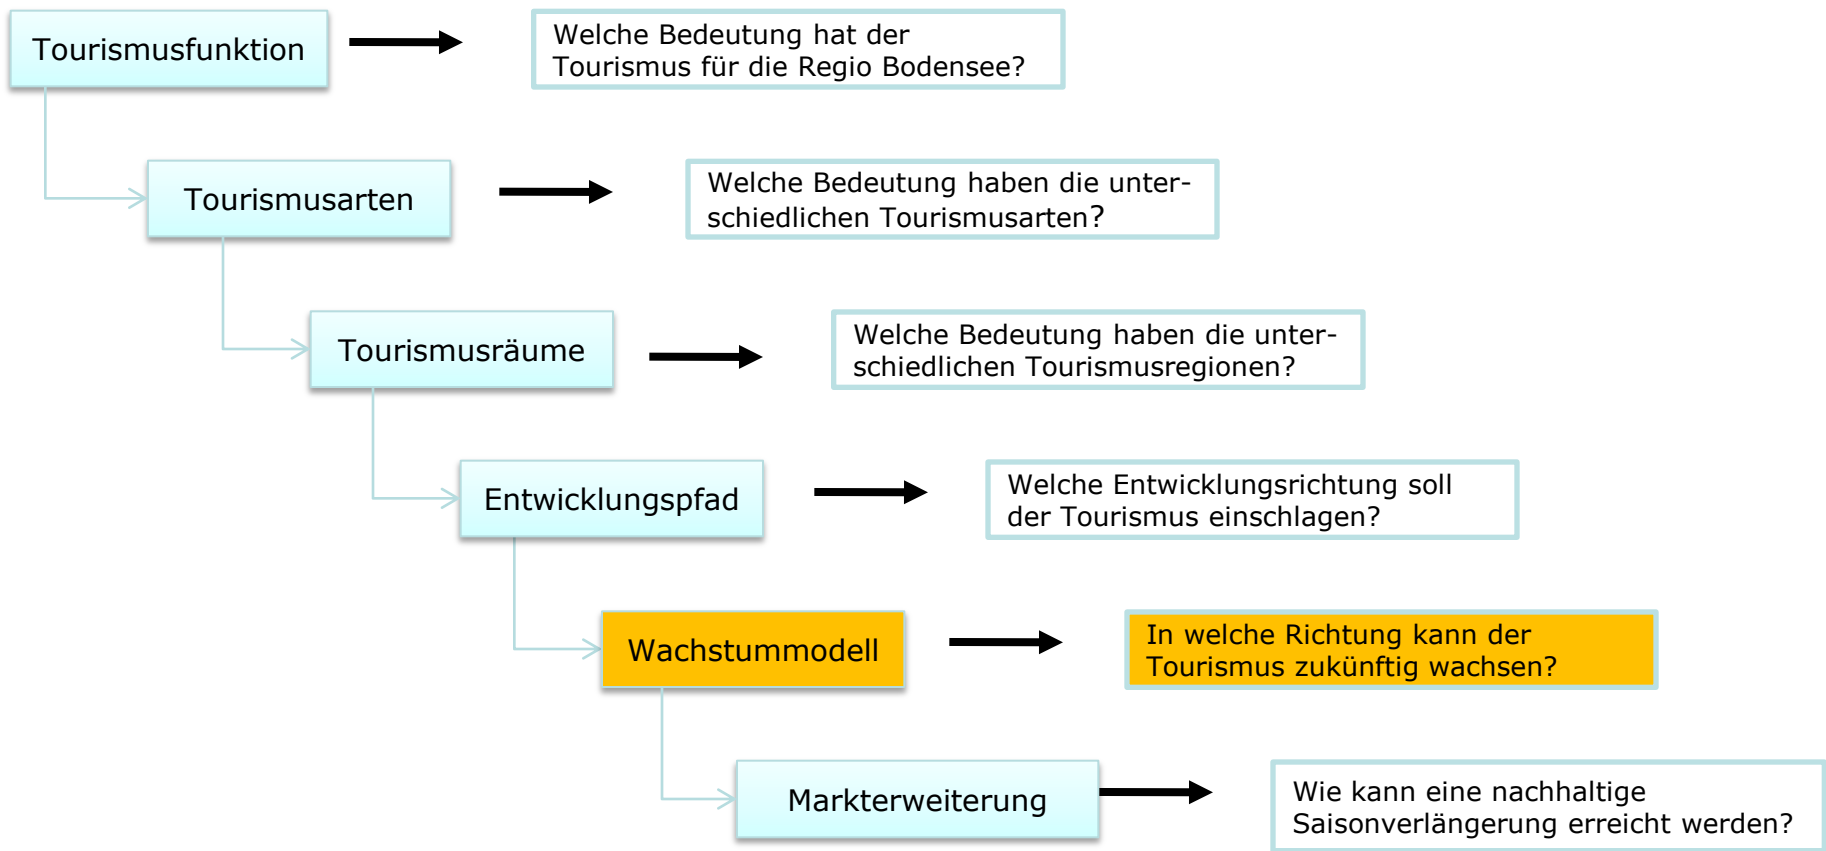 Tourismusfunktion
Welche Bedeutung hat der
Tourismus für die Regio Bodensee?
Tourismusarten
Welche Bedeutung haben die unter-
schiedlichen Tourismusarten?
Tourismusräume
Welche Bedeutung haben die unter-
schiedlichen Tourismusregionen?
Entwicklungspfad
Welche Entwicklungsrichtung soll
der Tourismus einschlagen?
Wachstummodell
In welche Richtung kann der
Tourismus zukünftig wachsen?
Markterweiterung
Wie kann eine nachhaltige
Saisonverlängerung erreicht werden?